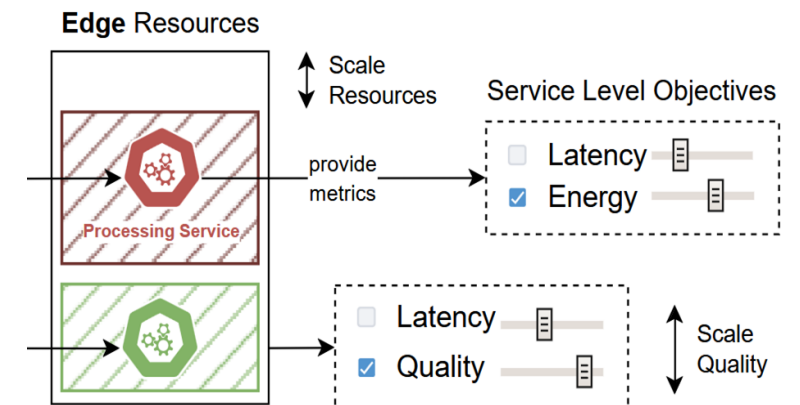 Edge Resources
Scale
Resources
Service Level Objectives
Latency
Energy
provide
metrics
Processing Service
Latency
Quality
Scale
Quality